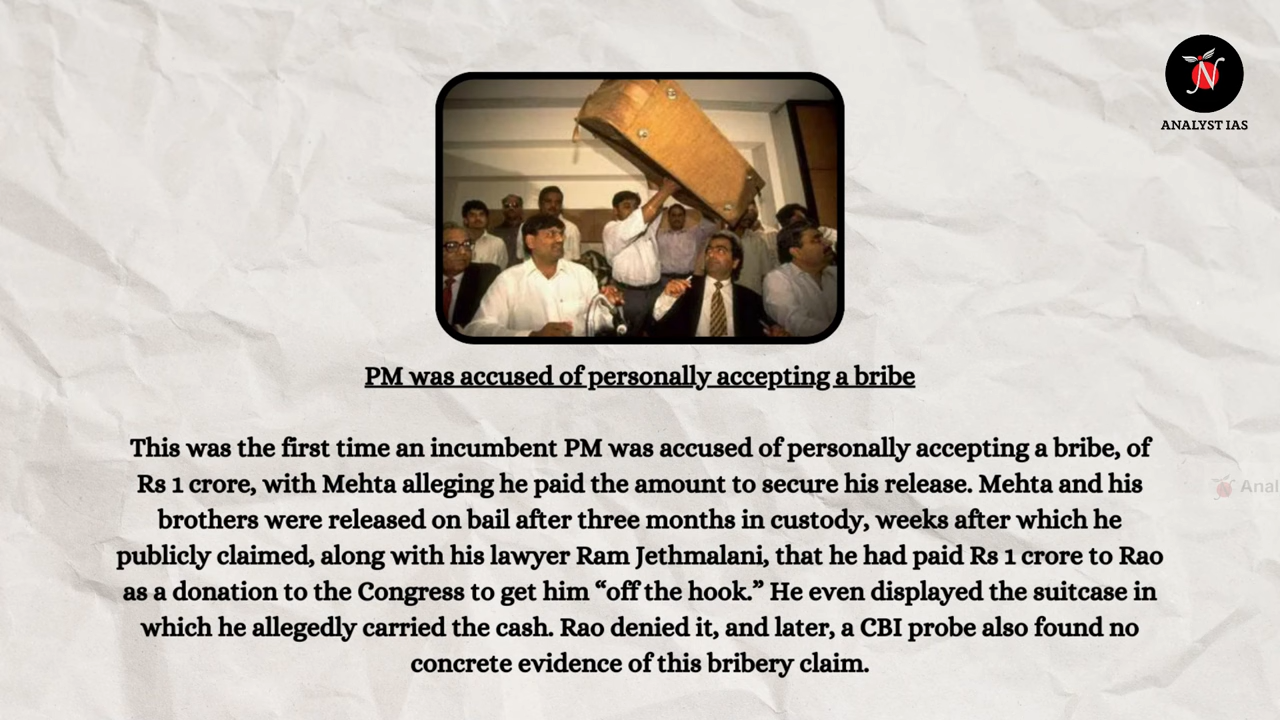 N
ANALYST IAS
PM was accused of personally accepting a bribe
This was the first time an incumbent PM was accused of personally accepting a bribe, of
Rs 1 crore, with Mehta alleging he paid the amount to secure his release. Mehta and his
brothers were released on bail after three months in custody, weeks after which he
publicly claimed, along with his lawyer Ram Jethmalani, that he had paid Rs 1 crore to Rao
as a donation to the Congress to get him “off the hook.” He even displayed the suitcase in
which he allegedly carried the cash. Rao denied it, and later, a CBI probe also found no
concrete evidence of this bribery claim.
Anal